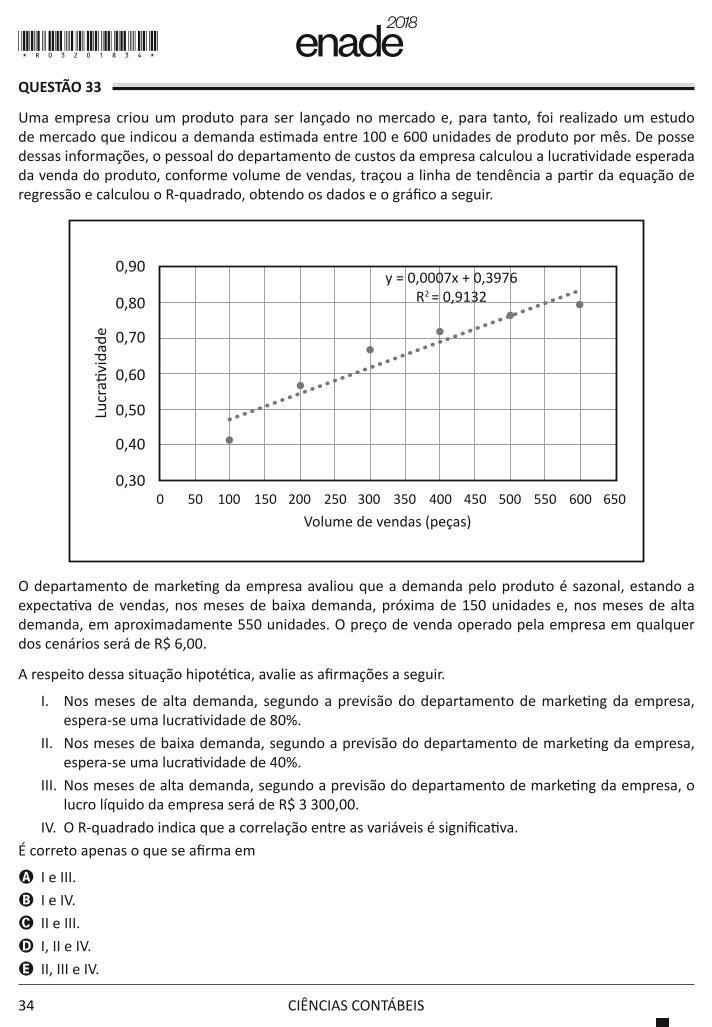 enade 2018
* R 0 3 2 0 1 8 3 4 *
QUESTÃO 33
Uma empresa criou um produto para ser lançado no mercado e, para tanto, foi realizado um estudo
de mercado que indicou a demanda estimada entre 100 e 600 unidades de produto por mês. De posse
dessas informações, o pessoal do departamento de custos da empresa calculou a lucratividade esperada
da venda do produto, conforme volume de vendas, traçou a linha de tendência a partir da equação de
regressão e calculou o R-quadrado, obtendo os dados e o gráfico a seguir.
0,90
0,80
0,70
0,60
0,50
0,40
0,30
Lucratividade
y = 0,0007x + 0,3976
R² = 0,9132
0 50 100 150 200 250 300 350 400 450 500 550 600 650
Volume de vendas (peças)
O departamento de marketing da empresa avaliou que a demanda pelo produto é sazonal, estando a
expectativa de vendas, nos meses de baixa demanda, próxima de 150 unidades e, nos meses de alta
demanda, em aproximadamente 550 unidades. O preço de venda operado pela empresa em qualquer
dos cenários será de R$ 6,00.
A respeito dessa situação hipotética, avalie as afirmações a seguir.
I. Nos meses de alta demanda, segundo a previsão do departamento de marketing da empresa,
espera-se uma lucratividade de 80%.
II. Nos meses de baixa demanda, segundo a previsão do departamento de marketing da empresa,
espera-se uma lucratividade de 40%.
III. Nos meses de alta demanda, segundo a previsão do departamento de marketing da empresa, o
lucro líquido da empresa será de R$ 3 300,00.
IV. O R-quadrado indica que a correlação entre as variáveis é significativa.
É correto apenas o que se afirma em
A I e III.
B I e IV.
C II e III.
D I, II e IV.
E II, III e IV.
34
CIÊNCIAS CONTÁBEIS